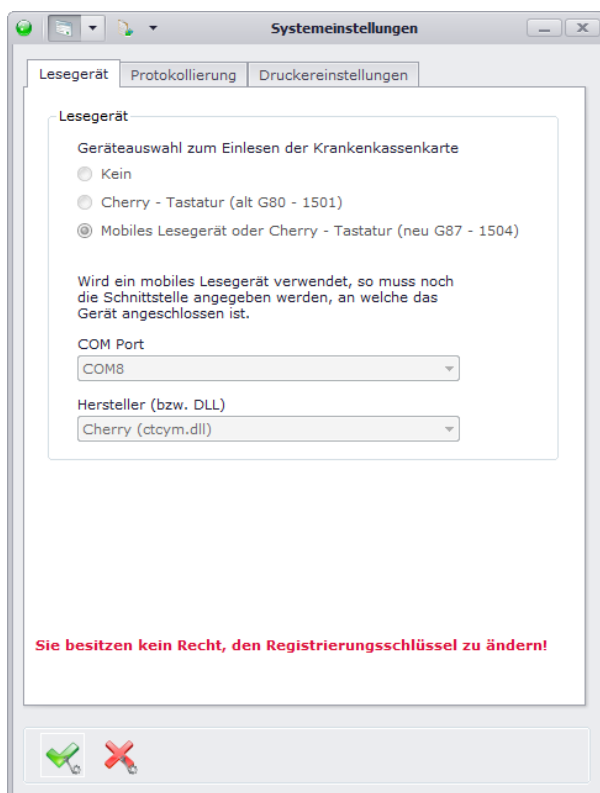 Systemeinstellungen
Lesegerät
Protokollierung
Druckereinstellungen
Lesegerät
Geräteauswahl zum Einlesen der Krankenkassenkarte
Kein
Cherry - Tastatur (alt G80 - 1501)
Mobiles Lesegerät oder Cherry - Tastatur (neu G87 - 1504)
Wird ein mobiles Lesegerät verwendet, so muss noch
die Schnittstelle angegeben werden, an welche das
Gerät angeschlossen ist.
COM Port
COM8
Hersteller (bzw. DLL)
Cherry (ctcym.dll)
Sie besitzen kein Recht, den Registrierungsschlüssel zu ändern!